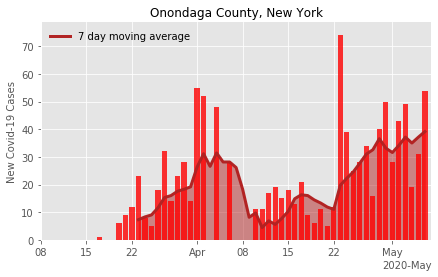 Onondaga County, New York
7 day moving average
New Covid-19 Cases
70
60
50
40
30
20
10
0
08 15 22 Apr 08 15 22 May
2020-May